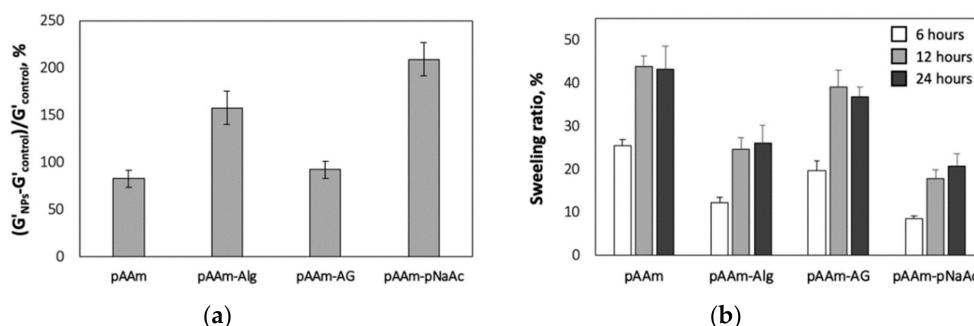 (G'NPs-G'control)/G'control, %
250
200
150
100
50
0
pAAm
pAAm-Alg
pAAm-AG
pAAm-pNaAc
(a)
Sweeling ratio, %
50
40
30
20
10
0
6 hours
12 hours
24 hours
pAAm
pAAm-Alg
pAAm-AG
pAAm-pNaAc
(b)